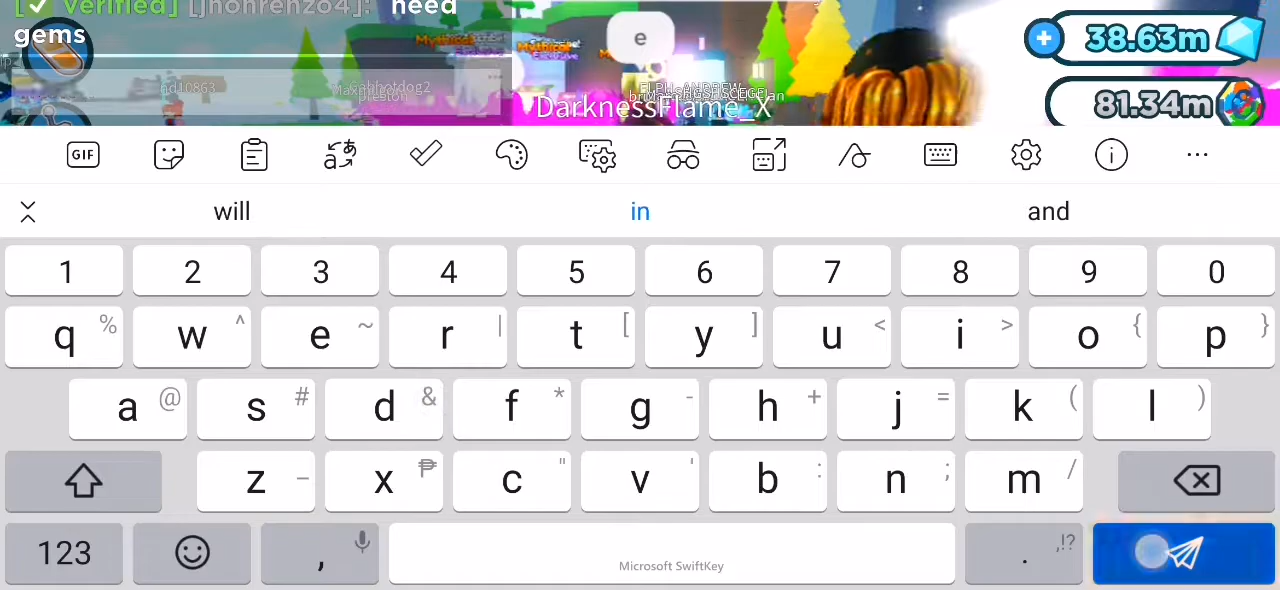 [✓ Verified] [jhohrenzo4]: need
gems
e
38.63m
81.34m
DarknessFlame_X
GIF
will in and
1 2 3 4 5 6 7 8 9 0
q % w ^ e ~ r | t [ y ] u < i > o { p }
a @ s # d & f * g - h + j = k ( l )
z _ x ₱ c " v ' b : n ; m /
123 , Microsoft SwiftKey . ,!?